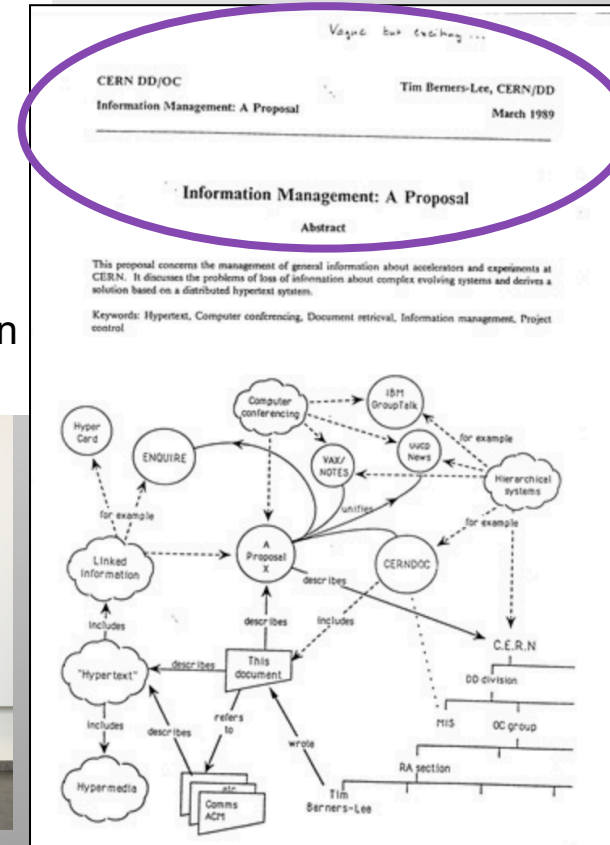 Vague but exciting ...
CERN DD/OC
Tim Berners-Lee, CERN/DD
Information Management: A Proposal
March 1989
Information Management: A Proposal
Abstract
This proposal concerns the management of general information about accelerators and experiments at
CERN. It discusses the problems of loss of information about complex evolving systems and derives a
solution based on a distributed hypertext sytstem.
Keywords: Hypertext, Computer conferencing, Document retrieval, Information management, Project
control
n
Computer
conferencing
IBM
GroupTalk
Hyper
Card
ENQUIRE
VAX/
NOTES
uucp
News
for example
Hierarchical
systems
for example
unifies
for example
Linked
information
A
Proposal
X
CERNDOC
describes
includes
describes
includes
C.E.R.N
"Hypertext"
describes
This
document
DD division
includes
describes
refers
to
wrote
MIS
OC group
RA section
Hypermedia
etc
Comms
ACM
Tim
Berners-Lee